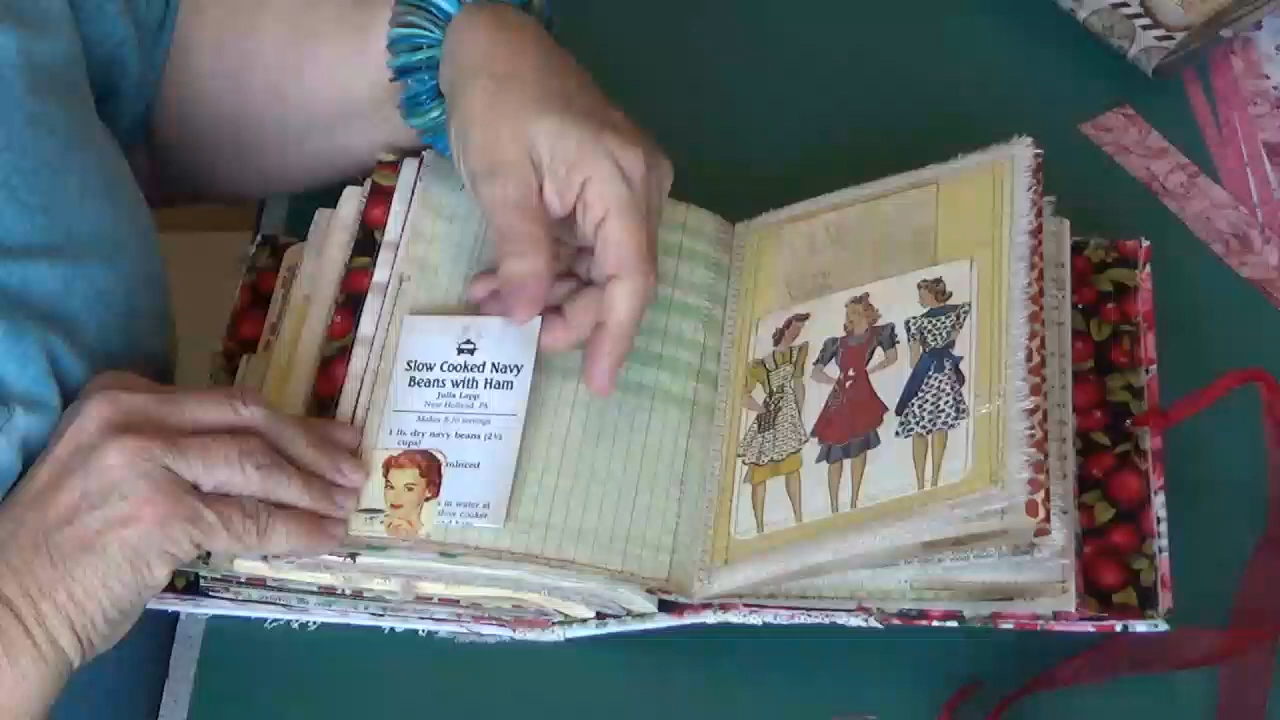 Slow Cooked Navy
Beans with Ham
Julia Lapp
New Holland, PA
Makes 8-10 servings
1 lb. dry navy beans (2½
cups)
minced
in water at
slow cooker